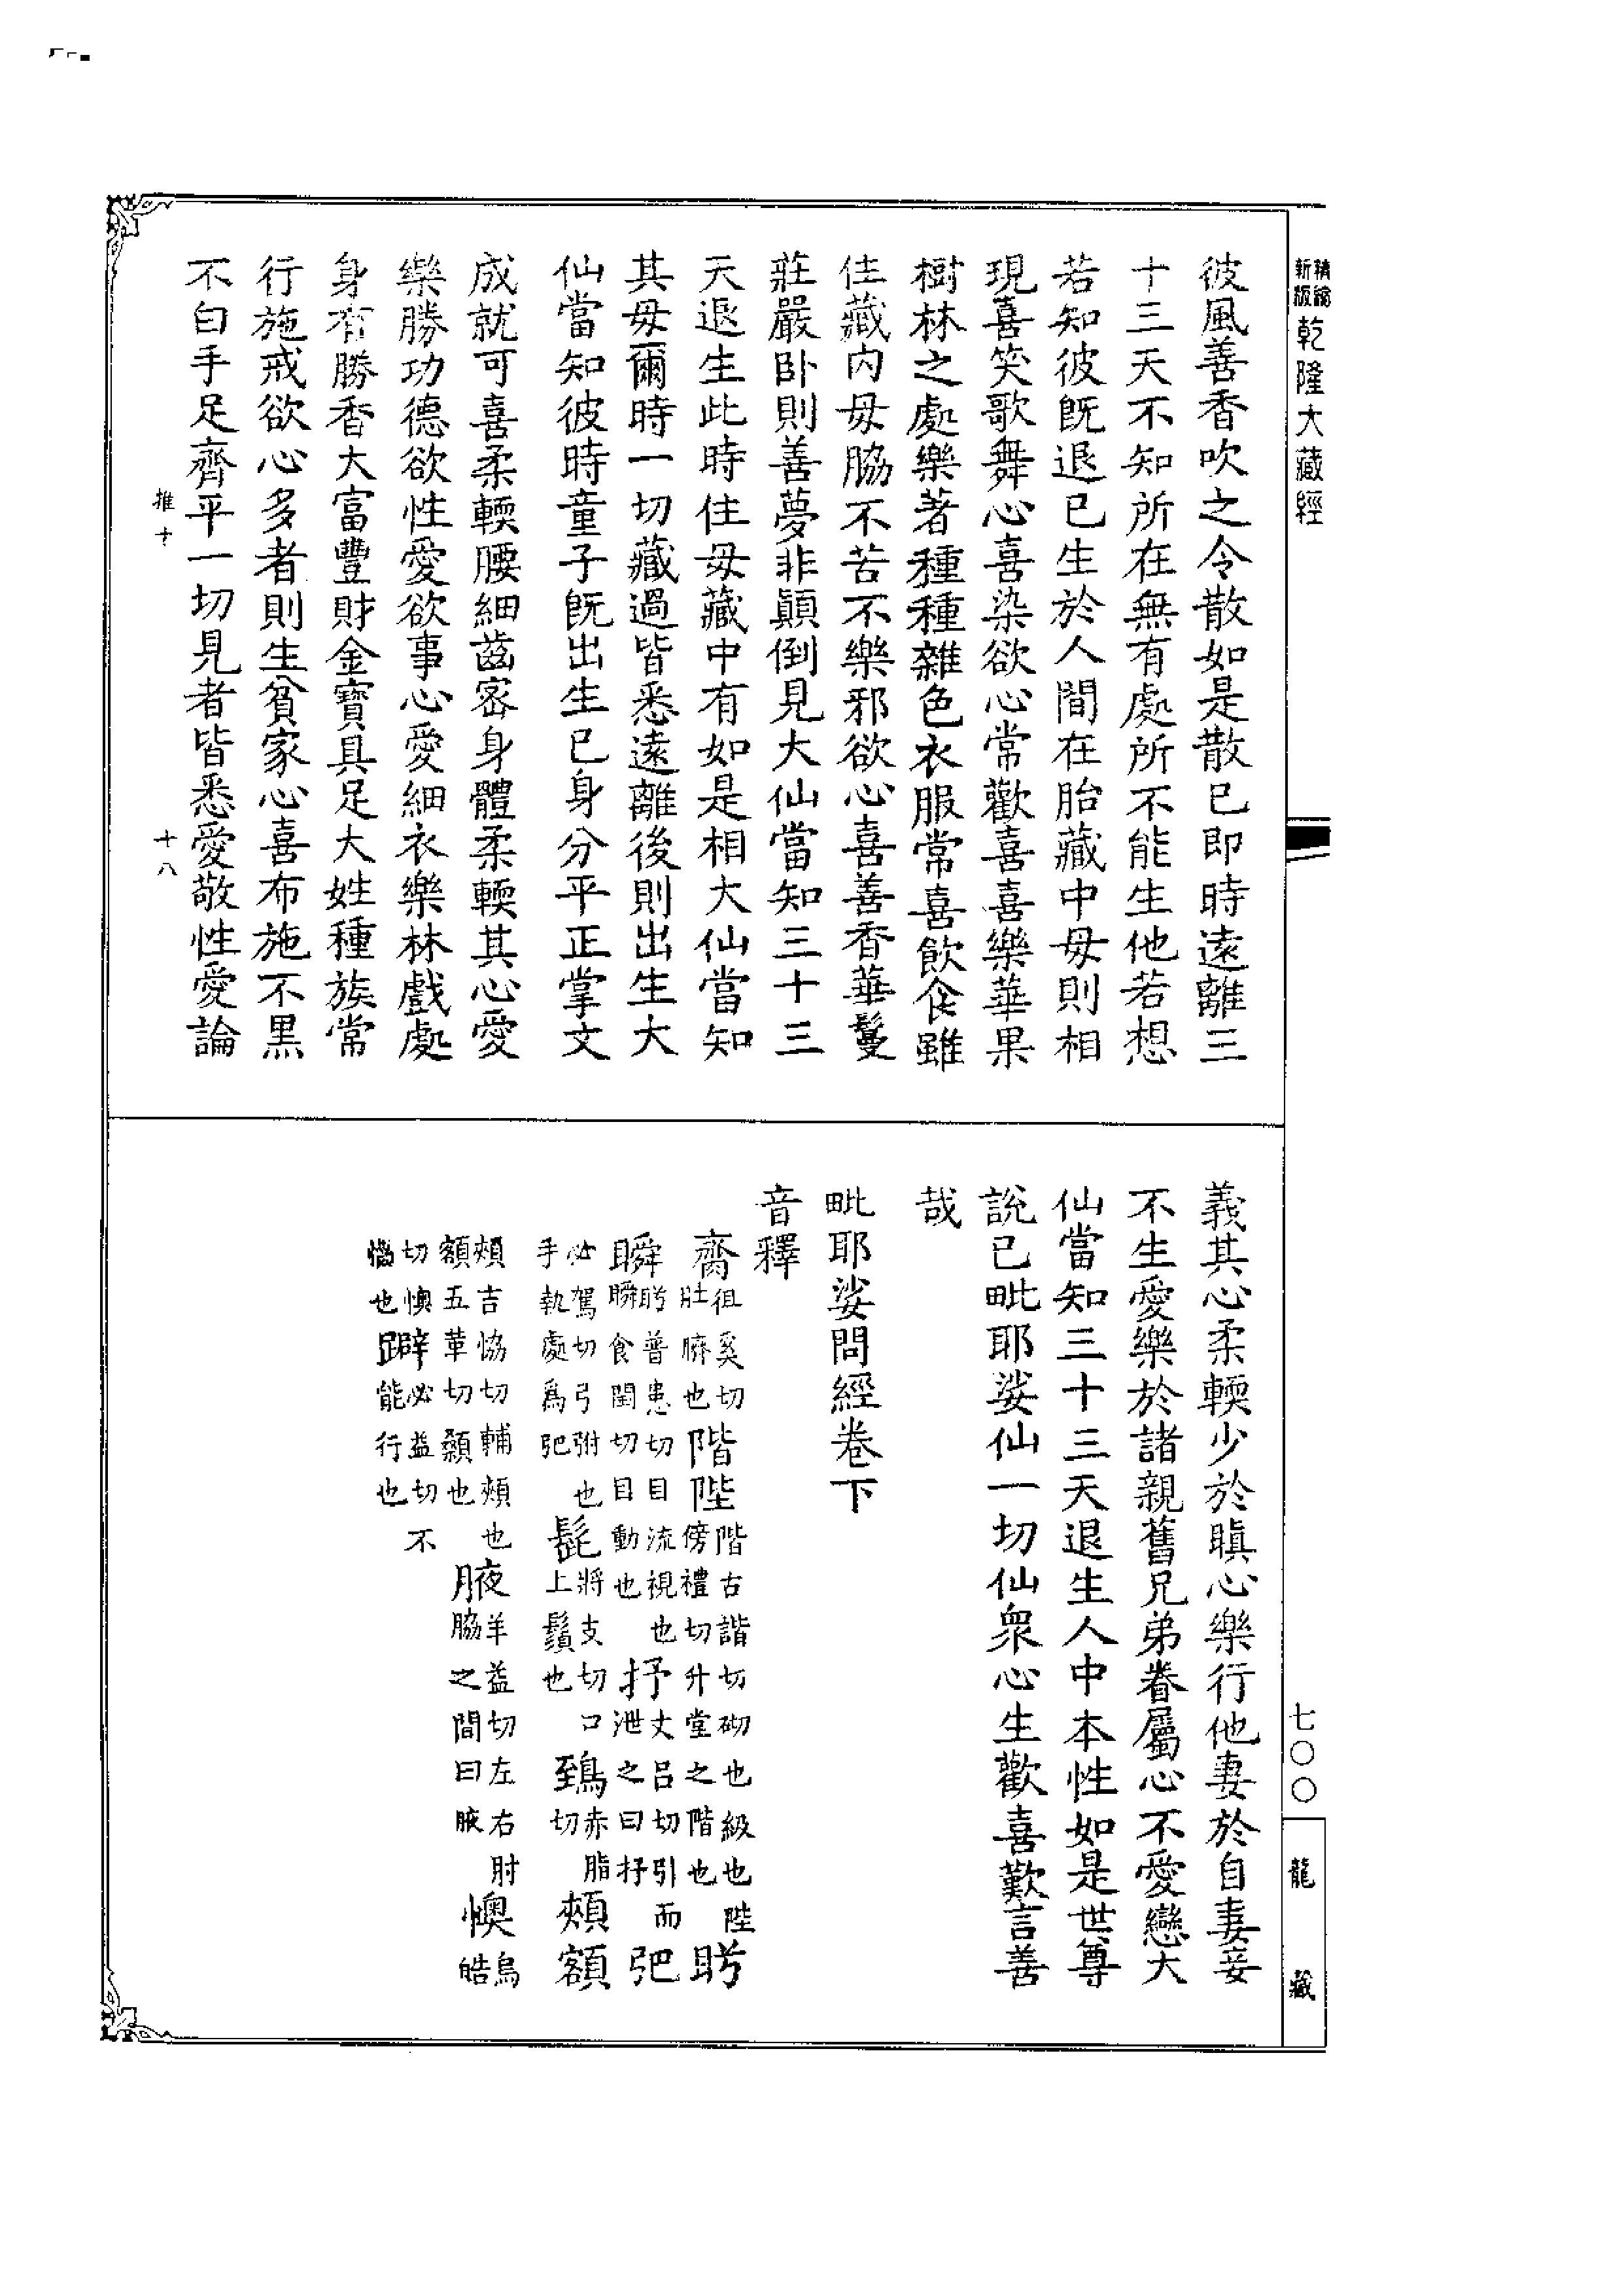 精繪
新版
乾隆大藏經
彼風善香吹之令散如是散已即時遠離三
十三天不知所在無有處所不能生他若想
若知彼既退已生於人間在胎藏中母則相
現喜笑歌舞心喜染欲心常歡喜喜樂華果
樹林之處樂著種種雜色衣服常喜飲食雖
住藏內母脇不苦不樂邪欲心喜善香華鬘
莊嚴臥則善夢非顛倒見大仙當知三十三
天退生此時住母藏中有如是相大仙當知
其母爾時一切藏過皆悉遠離後則出生大
仙當知彼時童子既出生已身分平正掌文
成就可喜柔輭腰細齒密身體柔輭其心愛
樂勝功德欲性愛欲事心愛細衣樂林戲處
身有勝香大富豐財金寶具足大姓種族常
行施戒欲心多者則生貧家心喜布施不黑
不白手足齊平一切見者皆悉愛敬性愛論
推十
十八
義其心柔輭少於瞋心樂行他妻於自妻妾
不生愛樂於諸親舊兄弟眷屬心不愛戀大
仙當知三十三天退生人中本性如是世尊
說已毗耶娑仙一切仙眾心生歡喜歎言善
哉
毗耶娑問經卷下
音釋
齎徂奚切肚臍也階陛階古諧切砌也級也陛傍禮切升堂之階也盻
瞬盻普患切目流視也瞬食閏切目動也抒丈呂切引而泄之曰抒弝
必駕切弓弣也手執處為弝髭將支切口上鬚也鵄赤脂切頰額
頰吉協切輔頰也額五革切顙也腋羊益切左右肘脇之間曰腋懊烏皓
切懊惱也躃必益切不能行也
七〇〇
龍藏